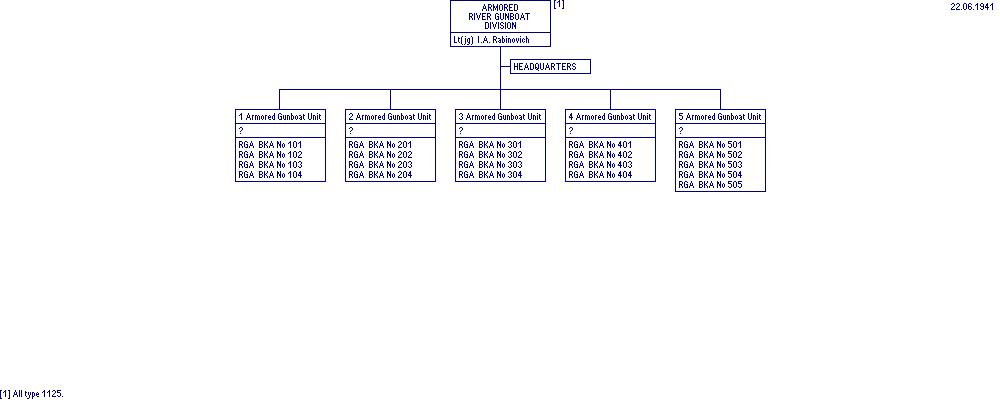 ARMORED
RIVER GUNBOAT
DIVISION
[1]
22.06.1941
Lt(jg) I.A. Rabinovich
HEADQUARTERS
1 Armored Gunboat Unit
?
RGA BKA No 101
RGA BKA No 102
RGA BKA No 103
RGA BKA No 104
2 Armored Gunboat Unit
?
RGA BKA No 201
RGA BKA No 202
RGA BKA No 203
RGA BKA No 204
3 Armored Gunboat Unit
?
RGA BKA No 301
RGA BKA No 302
RGA BKA No 303
RGA BKA No 304
4 Armored Gunboat Unit
?
RGA BKA No 401
RGA BKA No 402
RGA BKA No 403
RGA BKA No 404
5 Armored Gunboat Unit
?
RGA BKA No 501
RGA BKA No 502
RGA BKA No 503
RGA BKA No 504
RGA BKA No 505
[1] All type 1125.